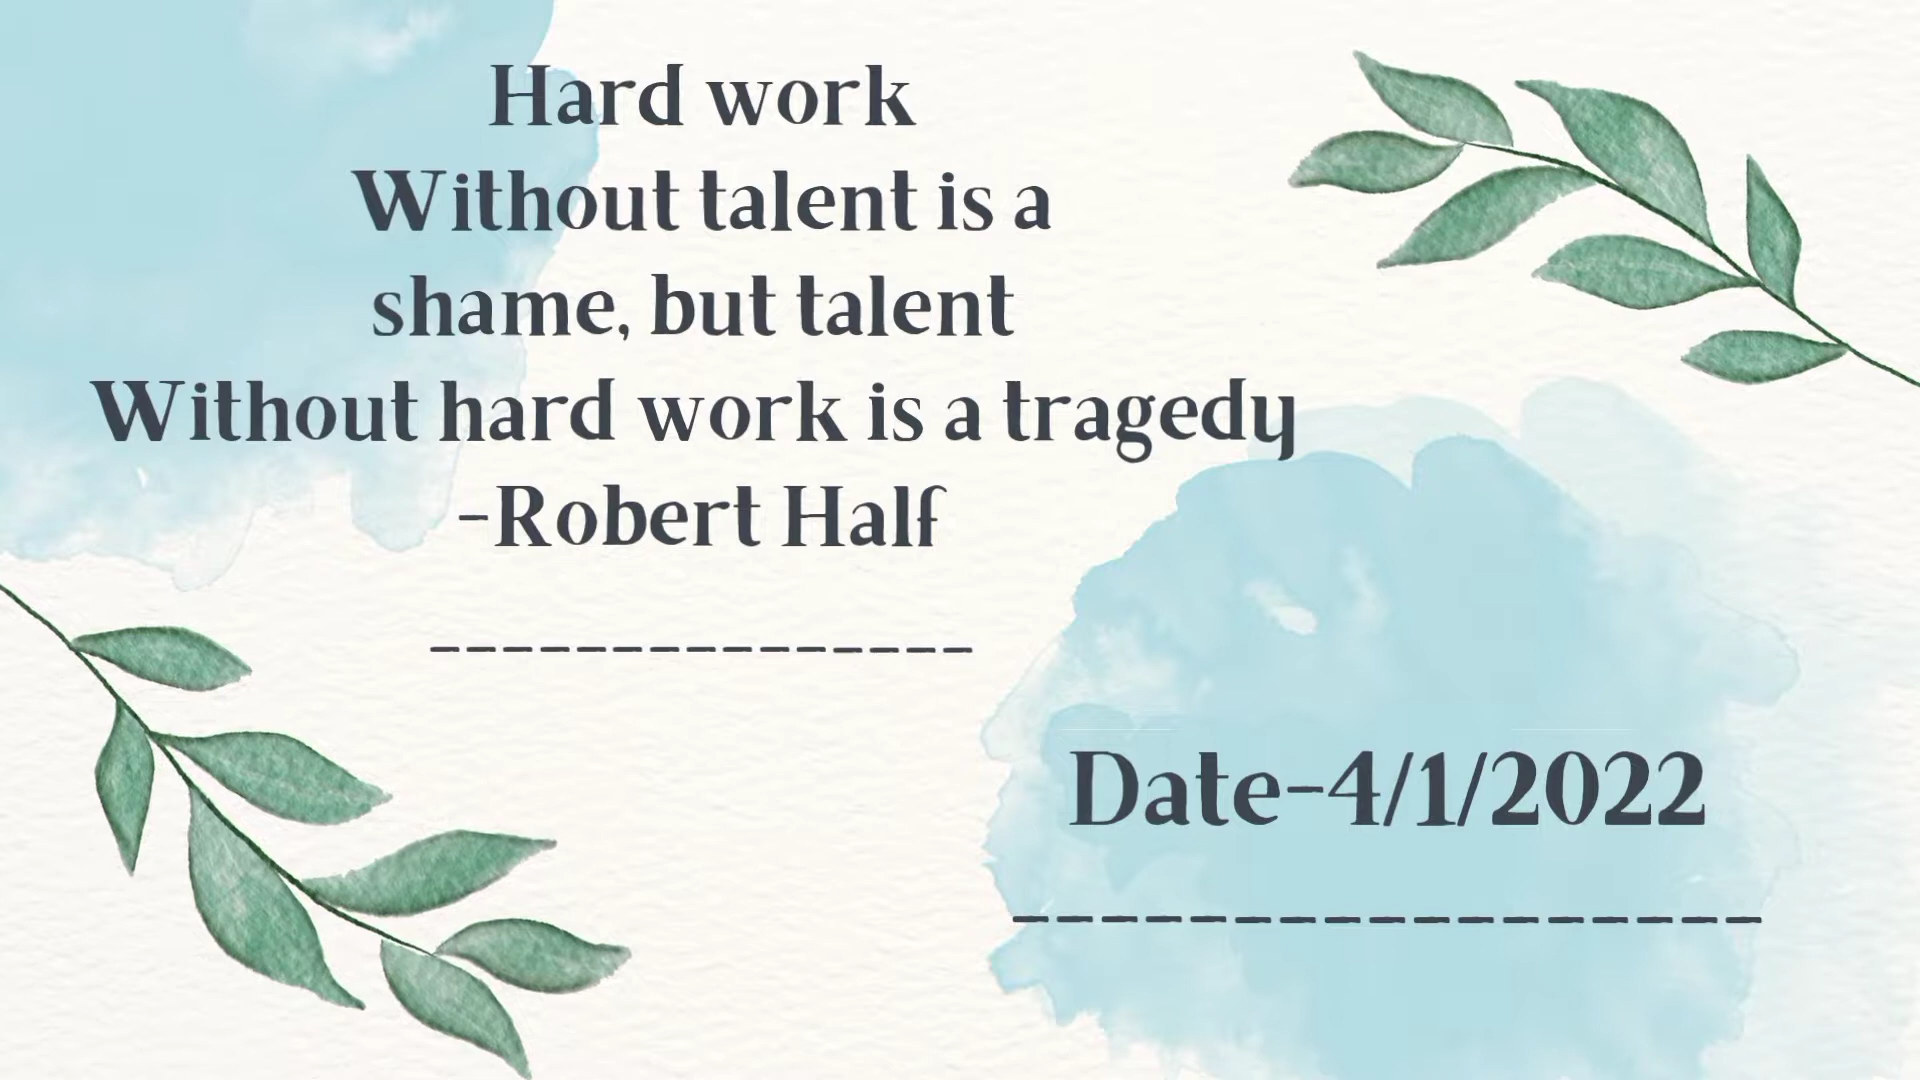 Hard work
Without talent is a
shame, but talent
Without hard work is a tragedy
-Robert Half
---------------
Date-4/1/2022
-----------------